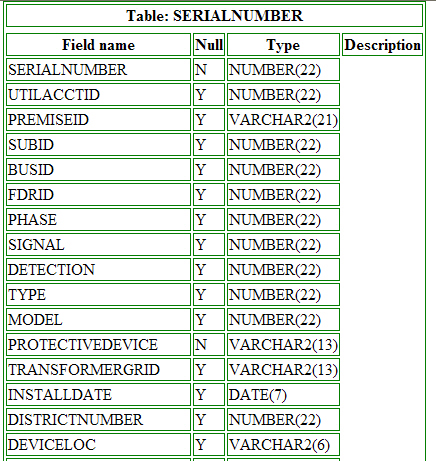 Table: SERIALNUMBER
Field name Null Type Description
SERIALNUMBER N NUMBER(22)
UTILACCTID Y NUMBER(22)
PREMISEID Y VARCHAR2(21)
SUBID Y NUMBER(22)
BUSID Y NUMBER(22)
FDRID Y NUMBER(22)
PHASE Y NUMBER(22)
SIGNAL Y NUMBER(22)
DETECTION Y NUMBER(22)
TYPE Y NUMBER(22)
MODEL Y NUMBER(22)
PROTECTIVEDEVICE N VARCHAR2(13)
TRANSFORMERGRID Y VARCHAR2(13)
INSTALLDATE Y DATE(7)
DISTRICTNUMBER Y NUMBER(22)
DEVICELOC Y VARCHAR2(6)